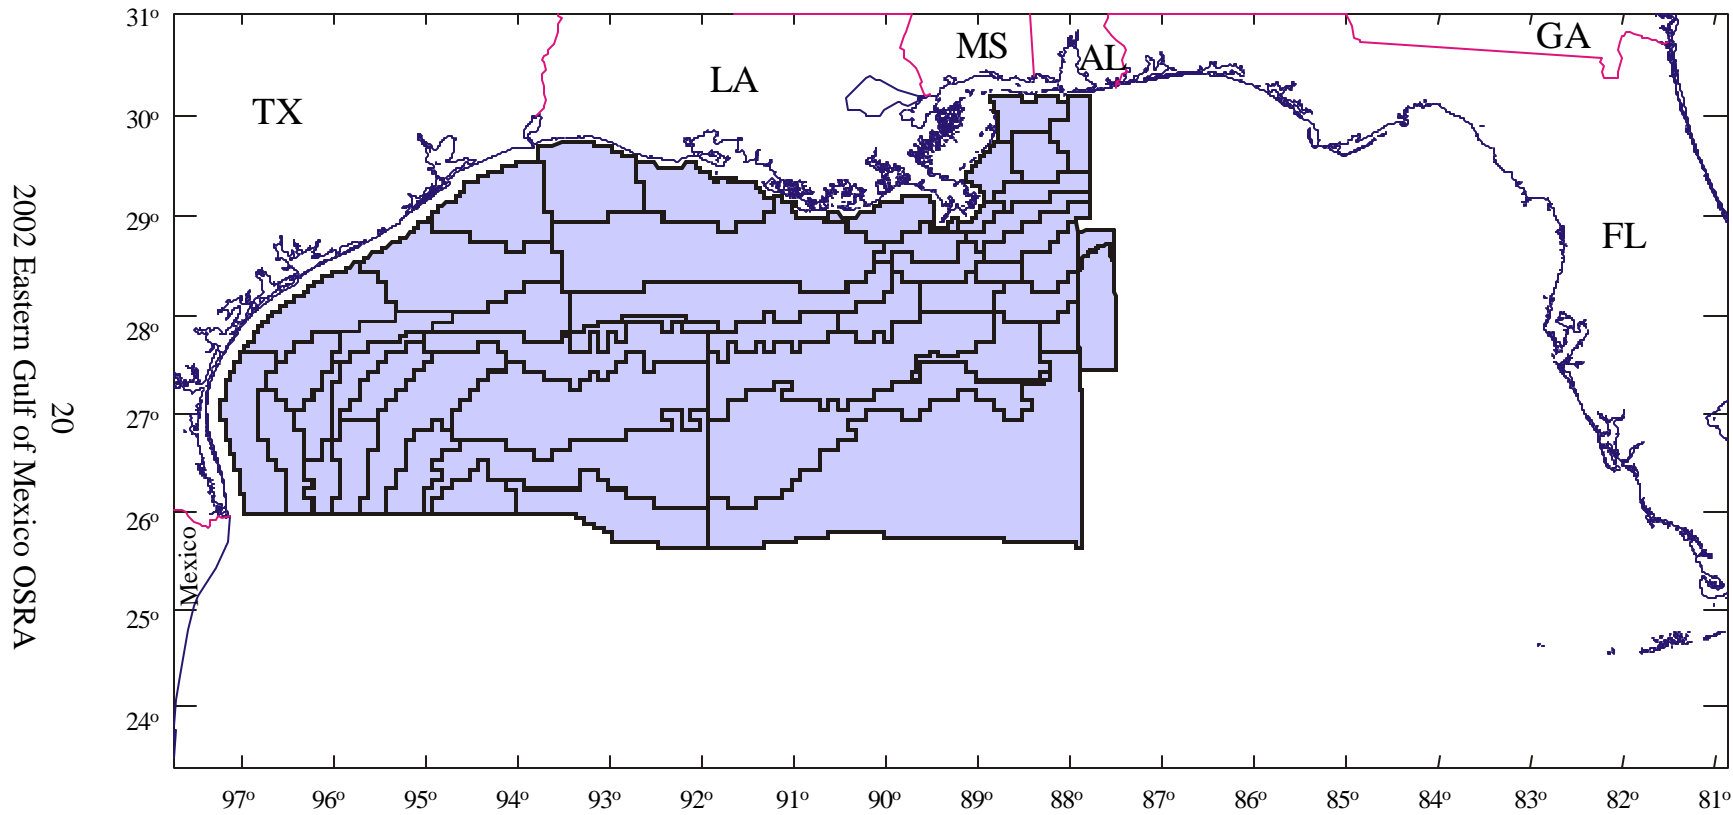 2002 Eastern Gulf of Mexico OSRA
20
31º
30º
29º
28º
27º
26º
25º
24º
TX
LA
MS
AL
GA
FL
Mexico
97º 96º 95º 94º 93º 92º 91º 90º 89º 88º 87º 86º 85º 84º 83º 82º 81º